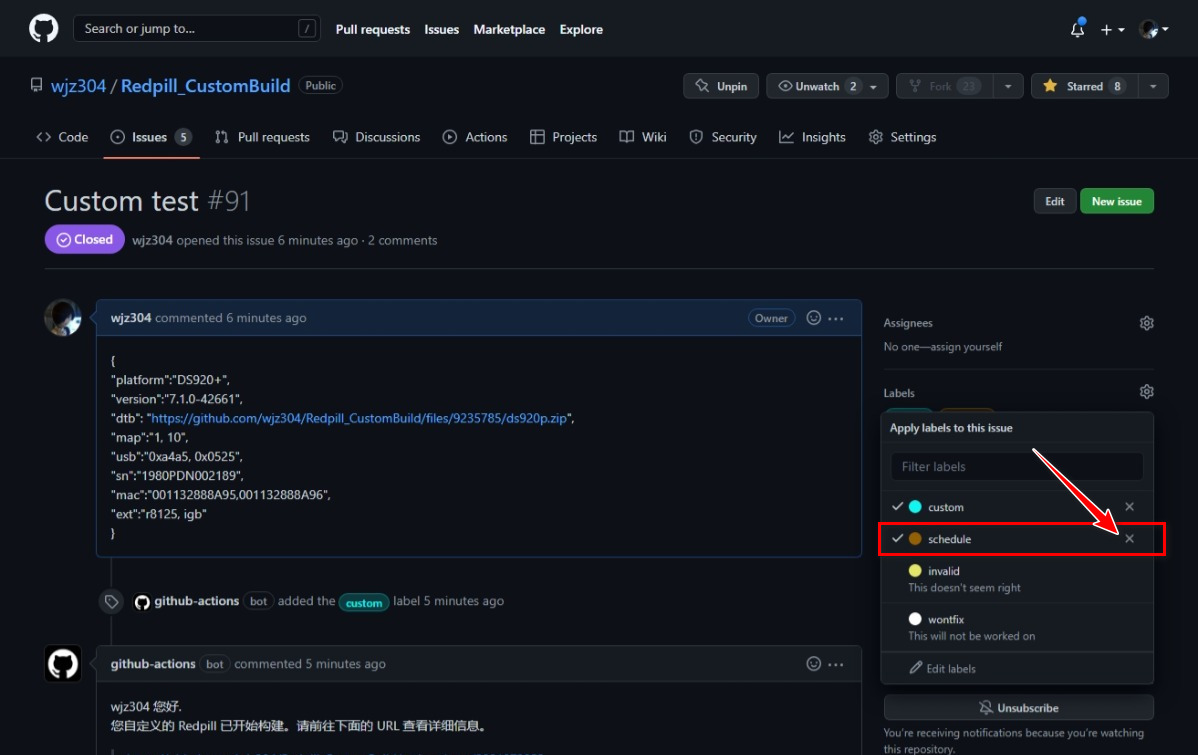 Search or jump to... /
Pull requests Issues Marketplace Explore
wjz304 / Redpill_CustomBuild Public
Unpin
Unwatch 2
Fork 23
Starred 8
Code
Issues 5
Pull requests
Discussions
Actions
Projects
Wiki
Security
Insights
Settings
Custom test #91
Edit
New issue
Closed
wjz304 opened this issue 6 minutes ago · 2 comments
wjz304 commented 6 minutes ago
Owner
{
"platform":"DS920+",
"version":"7.1.0-42661",
"dtb": "https://github.com/wjz304/Redpill_CustomBuild/files/9235785/ds920p.zip",
"map":"1, 10",
"usb":"0xa4a5, 0x0525",
"sn":"1980PDN002189",
"mac":"001132888A95,001132888A96",
"ext":"r8125, igb"
}
github-actions bot added the custom label 5 minutes ago
github-actions bot commented 5 minutes ago
wjz304 您好.
您自定义的 Redpill 已开始构建。请前往下面的 URL 查看详细信息。
Assignees
No one—assign yourself
Labels
Apply labels to this issue
Filter labels
custom
schedule
invalid
This doesn't seem right
wontfix
This will not be worked on
Edit labels
Unsubscribe
You're receiving notifications because you're watching
this repository.